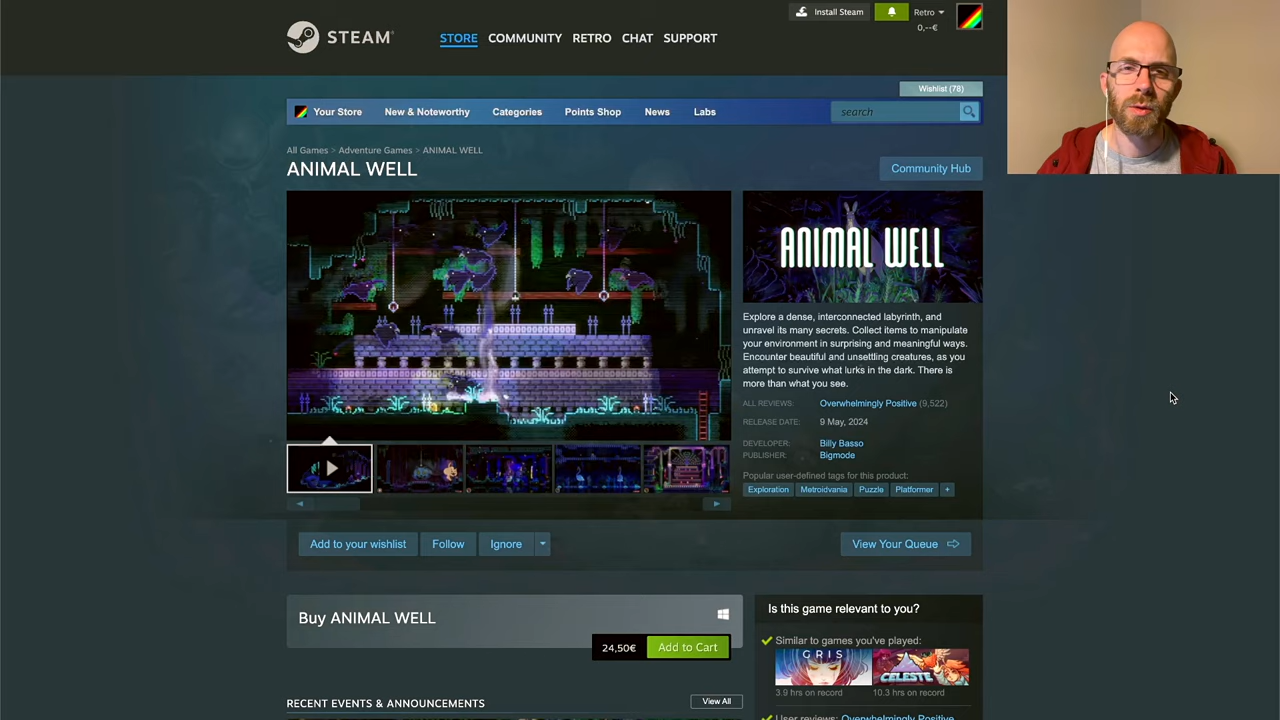 Install Steam
Retro
0,--€
STEAM®
STORE COMMUNITY RETRO CHAT SUPPORT
Wishlist (78)
Your Store New & Noteworthy Categories Points Shop News Labs
search
All Games > Adventure Games > ANIMAL WELL
ANIMAL WELL
Community Hub
ANIMAL WELL
Explore a dense, interconnected labyrinth, and
unravel its many secrets. Collect items to manipulate
your environment in surprising and meaningful ways.
Encounter beautiful and unsettling creatures, as you
attempt to survive what lurks in the dark. There is
more than what you see.
ALL REVIEWS: Overwhelmingly Positive (9,522)
RELEASE DATE: 9 May, 2024
DEVELOPER: Billy Basso
PUBLISHER: Bigmode
Popular user-defined tags for this product:
Exploration Metroidvania Puzzle Platformer +
Add to your wishlist Follow Ignore
View Your Queue
Buy ANIMAL WELL
24,50€ Add to Cart
Is this game relevant to you?
Similar to games you've played:
GRIS CELESTE
3.9 hrs on record 10.3 hrs on record
RECENT EVENTS & ANNOUNCEMENTS
View All
User reviews: Overwhelmingly Positive